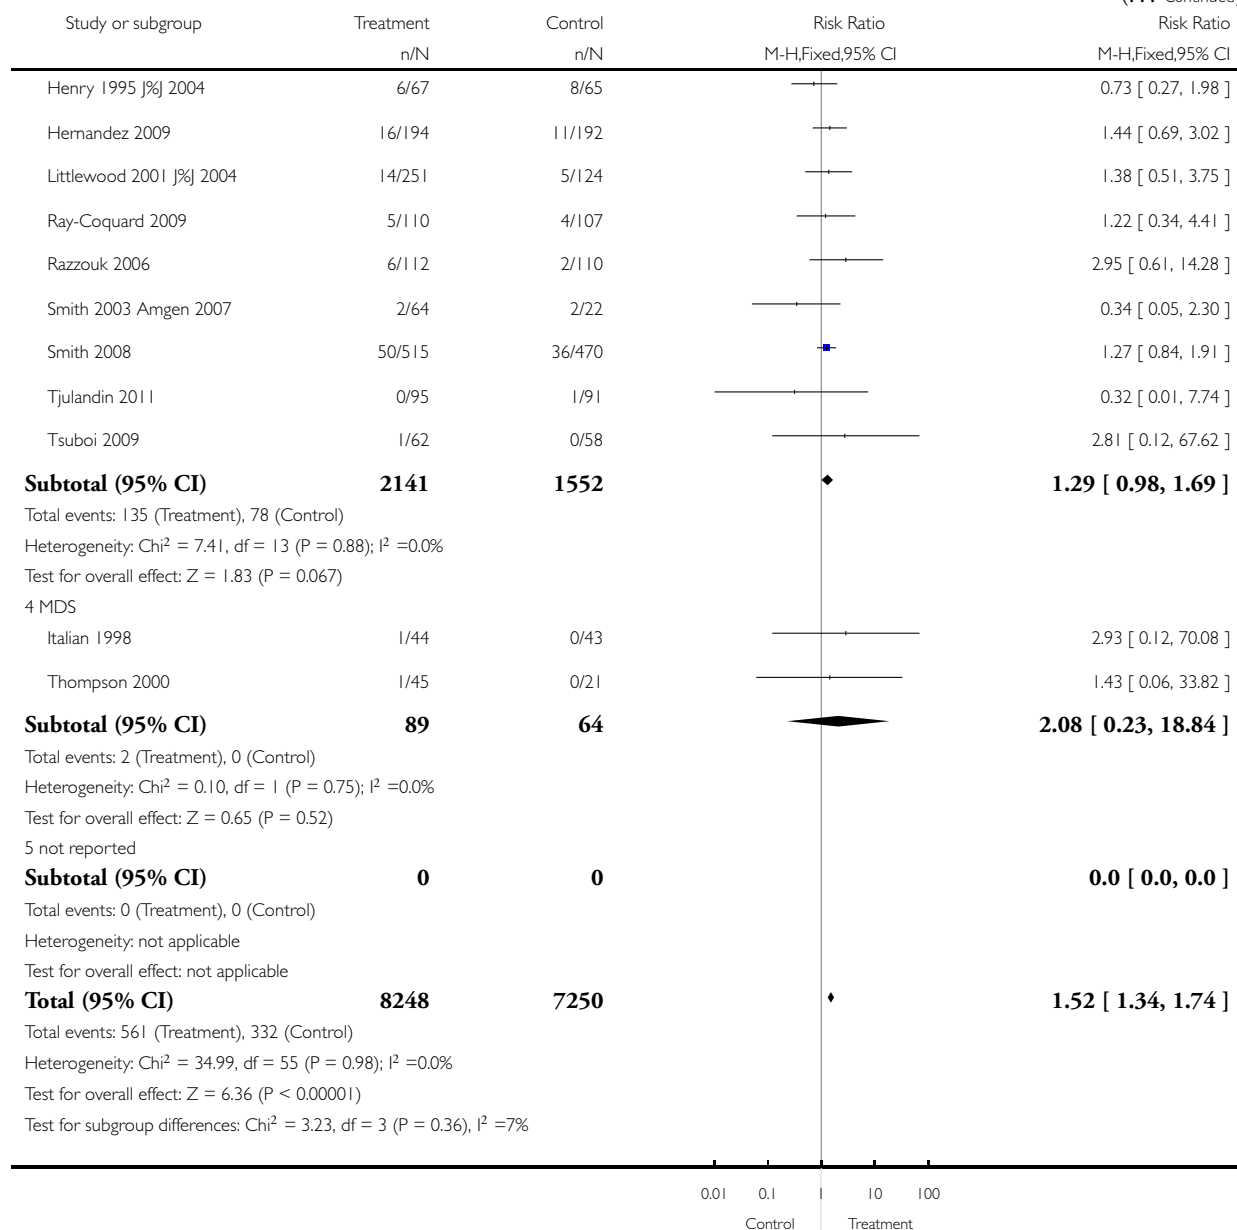 Continued)
Study or subgroup Treatment Control Risk Ratio Risk Ratio
n/N n/N M-H,Fixed,95% CI M-H,Fixed,95% CI
Henry 1995 J%J 2004 6/67 8/65 0.73 [ 0.27, 1.98 ]
Hernandez 2009 16/194 11/192 1.44 [ 0.69, 3.02 ]
Littlewood 2001 J%J 2004 14/251 5/124 1.38 [ 0.51, 3.75 ]
Ray-Coquard 2009 5/110 4/107 1.22 [ 0.34, 4.41 ]
Razzouk 2006 6/112 2/110 2.95 [ 0.61, 14.28 ]
Smith 2003 Amgen 2007 2/64 2/22 0.34 [ 0.05, 2.30 ]
Smith 2008 50/515 36/470 1.27 [ 0.84, 1.91 ]
Tjulandin 2011 0/95 1/91 0.32 [ 0.01, 7.74 ]
Tsuboi 2009 1/62 0/58 2.81 [ 0.12, 67.62 ]
Subtotal (95% CI) 2141 1552 1.29 [ 0.98, 1.69 ]
Total events: 135 (Treatment), 78 (Control)
Heterogeneity: Chi² = 7.41, df = 13 (P = 0.88); I² =0.0%
Test for overall effect: Z = 1.83 (P = 0.067)
4 MDS
Italian 1998 1/44 0/43 2.93 [ 0.12, 70.08 ]
Thompson 2000 1/45 0/21 1.43 [ 0.06, 33.82 ]
Subtotal (95% CI) 89 64 2.08 [ 0.23, 18.84 ]
Total events: 2 (Treatment), 0 (Control)
Heterogeneity: Chi² = 0.10, df = 1 (P = 0.75); I² =0.0%
Test for overall effect: Z = 0.65 (P = 0.52)
5 not reported
Subtotal (95% CI) 0 0 0.0 [ 0.0, 0.0 ]
Total events: 0 (Treatment), 0 (Control)
Heterogeneity: not applicable
Test for overall effect: not applicable
Total (95% CI) 8248 7250 1.52 [ 1.34, 1.74 ]
Total events: 561 (Treatment), 332 (Control)
Heterogeneity: Chi² = 34.99, df = 55 (P = 0.98); I² =0.0%
Test for overall effect: Z = 6.36 (P < 0.00001)
Test for subgroup differences: Chi² = 3.23, df = 3 (P = 0.36), I² =7%
0.01 0.1 1 10 100
Control Treatment